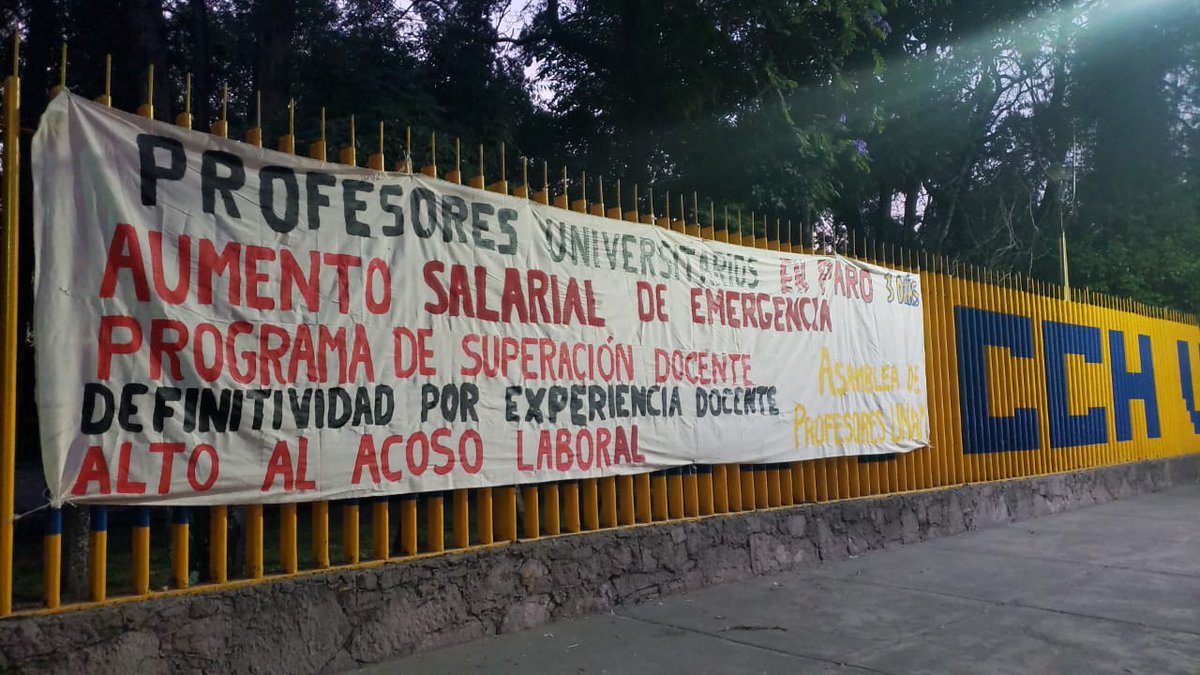 PROFESORES UNIVERSITARIOS EN PARO 3 DÍAS
AUMENTO SALARIAL DE EMERGENCIA
PROGRAMA DE SUPERACIÓN DOCENTE
DEFINITIVIDAD POR EXPERIENCIA DOCENTE
ALTO AL ACOSO LABORAL
ASAMBLEA DE
PROFESORES UNAM
CCH